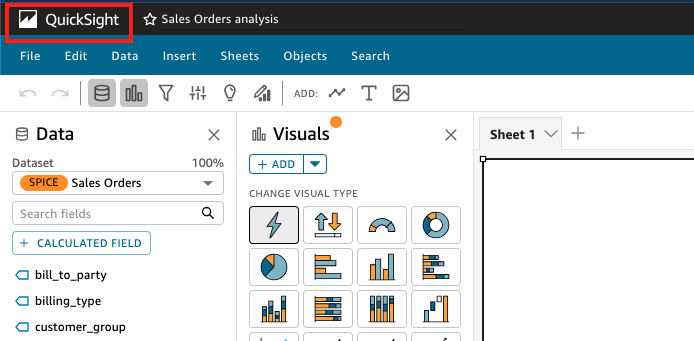 QuickSight Sales Orders analysis
File Edit Data Insert Sheets Objects Search
ADD:
Data
Dataset 100%
SPICE Sales Orders
Search fields
+ CALCULATED FIELD
bill_to_party
billing_type
customer_group
Visuals
+ ADD
CHANGE VISUAL TYPE
Sheet 1